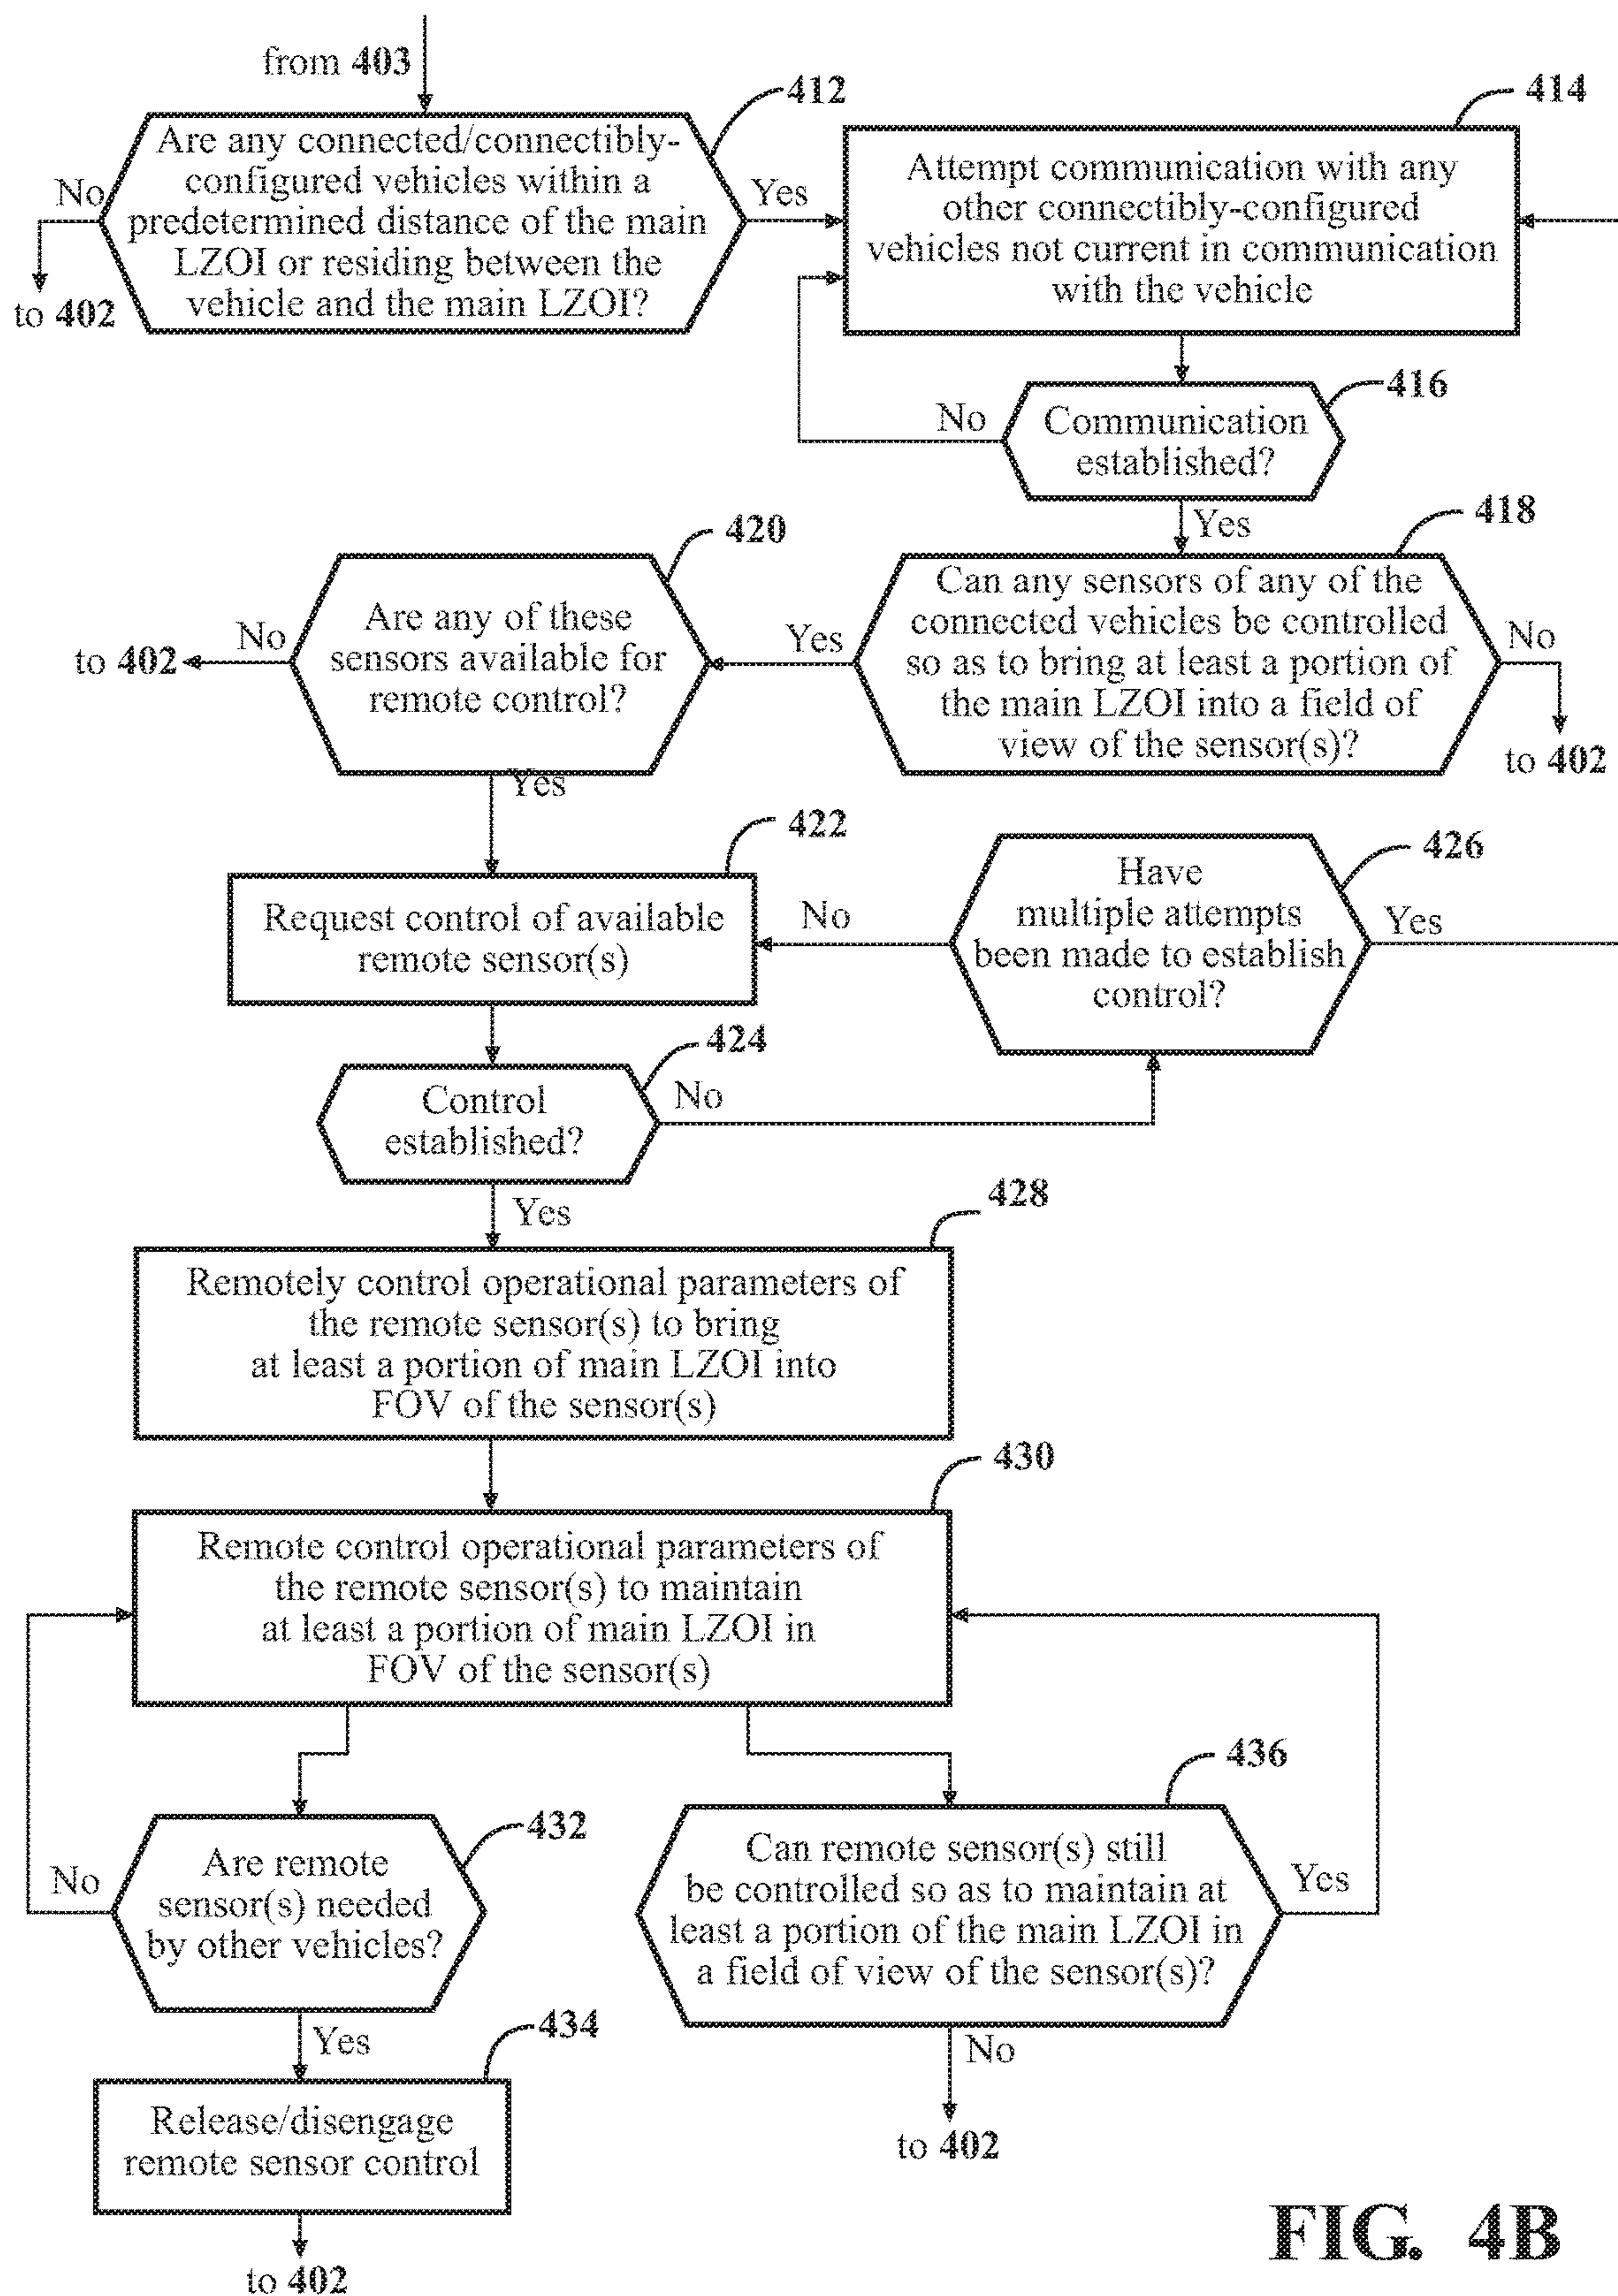 from 403
412
Are any connected/connectibly-
configured vehicles within a
predetermined distance of the main
LZOI or residing between the
vehicle and the main LZOI?
No
to 402
Yes
414
Attempt communication with any
other connectibly-configured
vehicles not current in communication
with the vehicle
416
Communication
established?
No
Yes
418
Can any sensors of any of the
connected vehicles be controlled
so as to bring at least a portion of
the main LZOI into a field of
view of the sensor(s)?
No
to 402
Yes
420
Are any of these
sensors available for
remote control?
No
to 402
Yes
422
Request control of available
remote sensor(s)
424
Control
established?
No
426
Have
multiple attempts
been made to establish
control?
No
Yes
Yes
428
Remotely control operational parameters of
the remote sensor(s) to bring
at least a portion of main LZOI into
FOV of the sensor(s)
430
Remote control operational parameters of
the remote sensor(s) to maintain
at least a portion of main LZOI in
FOV of the sensor(s)
432
Are remote
sensor(s) needed
by other vehicles?
No
Yes
434
Release/disengage
remote sensor control
to 402
436
Can remote sensor(s) still
be controlled so as to maintain at
least a portion of the main LZOI in
a field of view of the sensor(s)?
Yes
No
to 402
FIG. 4B